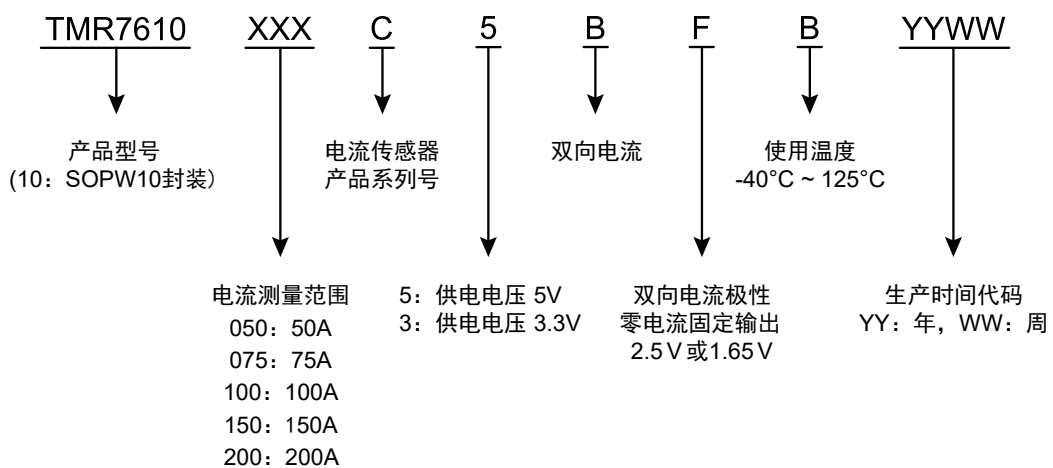 TMR7610 XXX C 5 B F B YYWW
产品型号
(10：SOPW10封装)
电流传感器
产品系列号
双向电流
使用温度
-40°C ~ 125°C
电流测量范围
050：50A
075：75A
100：100A
150：150A
200：200A
5：供电电压 5V
3：供电电压 3.3V
双向电流极性
零电流固定输出
2.5V或1.65V
生产时间代码
YY：年，WW：周